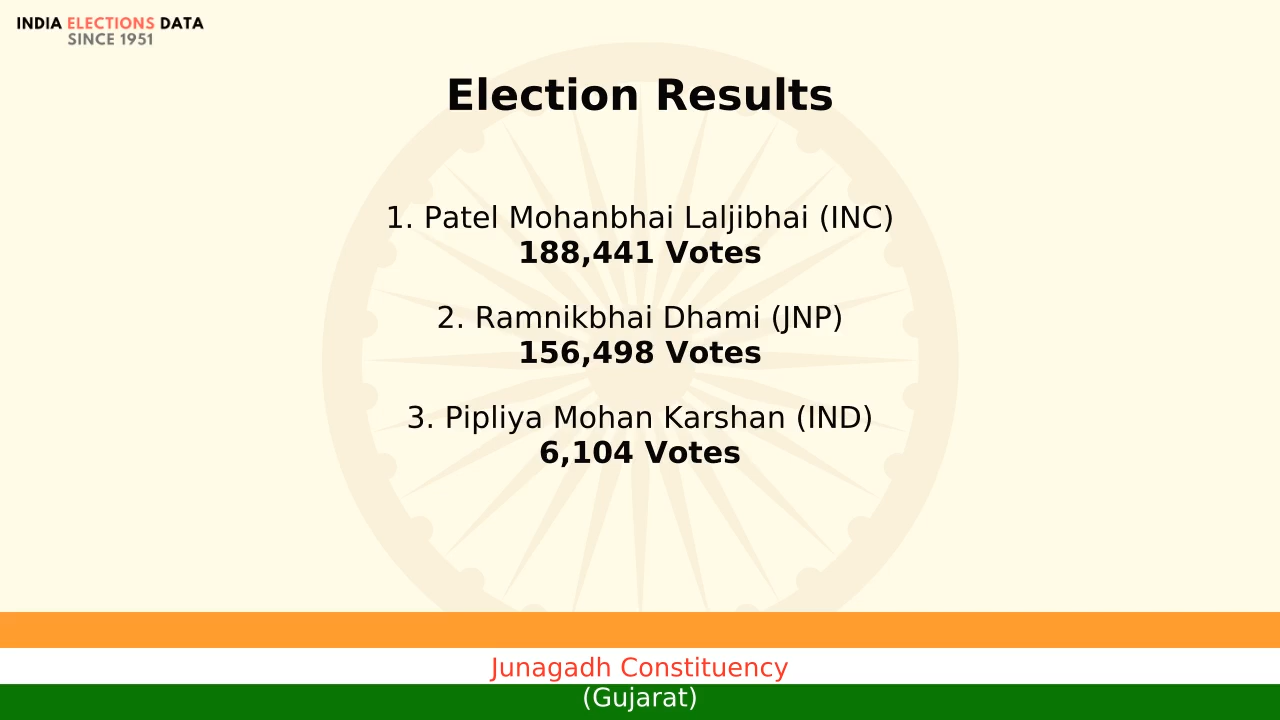 INDIA ELECTIONS DATA
SINCE 1951
Election Results
1. Patel Mohanbhai Laljibhai (INC)
188,441 Votes
2. Ramnikbhai Dhami (JNP)
156,498 Votes
3. Pipliya Mohan Karshan (IND)
6,104 Votes
Junagadh Constituency
(Gujarat)